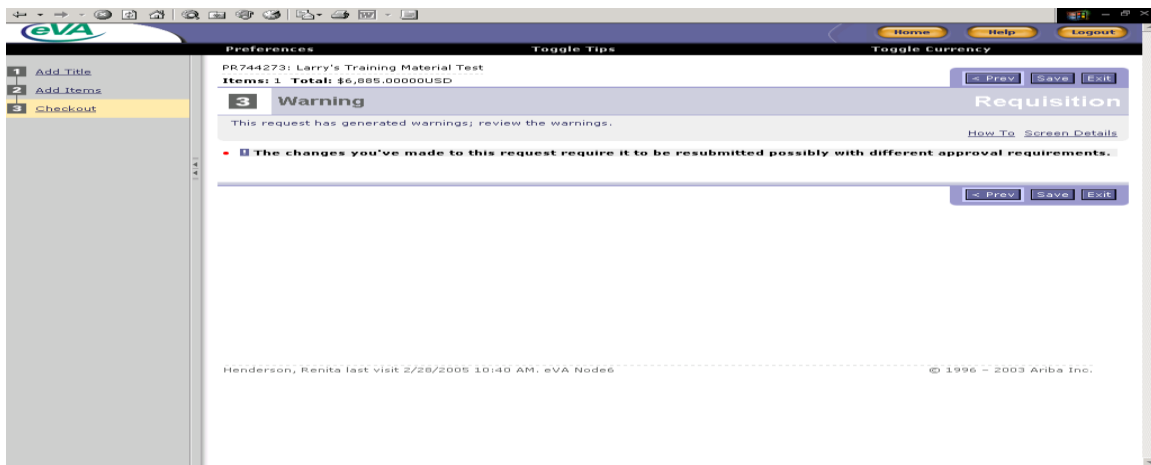 eVA
Home Help Logout
Preferences Toggle Tips Toggle Currency
1 Add Title
2 Add Items
3 Checkout
PR744273: Larry's Training Material Test
Items: 1 Total: $6,885.00000USD
< Prev Save Exit
3 Warning Requisition
This request has generated warnings; review the warnings.
How To Screen Details
! The changes you've made to this request require it to be resubmitted possibly with different approval requirements.
< Prev Save Exit
Henderson, Renita last visit 2/28/2005 10:40 AM. eVA Node6 © 1996 – 2003 Ariba Inc.